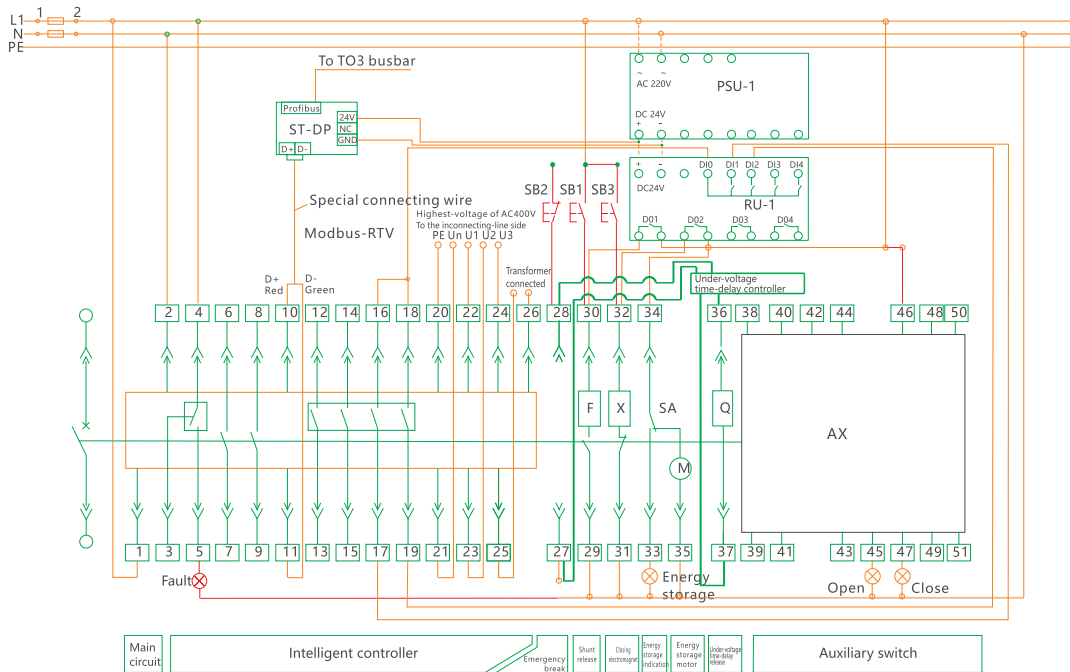 L1 1 2
N
PE
To TO3 busbar
Profibus
ST-DP
24V
NC
GND
D+ D-
~ ~
AC 220V
PSU-1
DC 24V
+ -
+ - DI0 DI1 DI2 DI3 DI4
DC24V
RU-1
D01 D02 D03 D04
SB2 SB1 SB3
Special connecting wire
Modbus-RTV
Highest-voltage of AC400V
To the inconnecting-line side
PE Un U1 U2 U3
Transformer
connected
D+
Red
D-
Green
Under-voltage
time-delay controller
2 4 6 8 10 12 14 16 18 20 22 24 26 28 30 32 34 36 38 40 42 44 46 48 50
F X SA Q
M
AX
1 3 5 7 9 11 13 15 17 19 21 23 25 27 29 31 33 35 37 39 41 43 45 47 49 51
Fault
Energy
storage
Open
Close
Main
circuit
Intelligent controller
Emergency
break
Shunt
release
Closing
electromagnet
Energy
storage
indication
Energy
storage
motor
Under-voltage
time-delay
release
Auxiliary switch